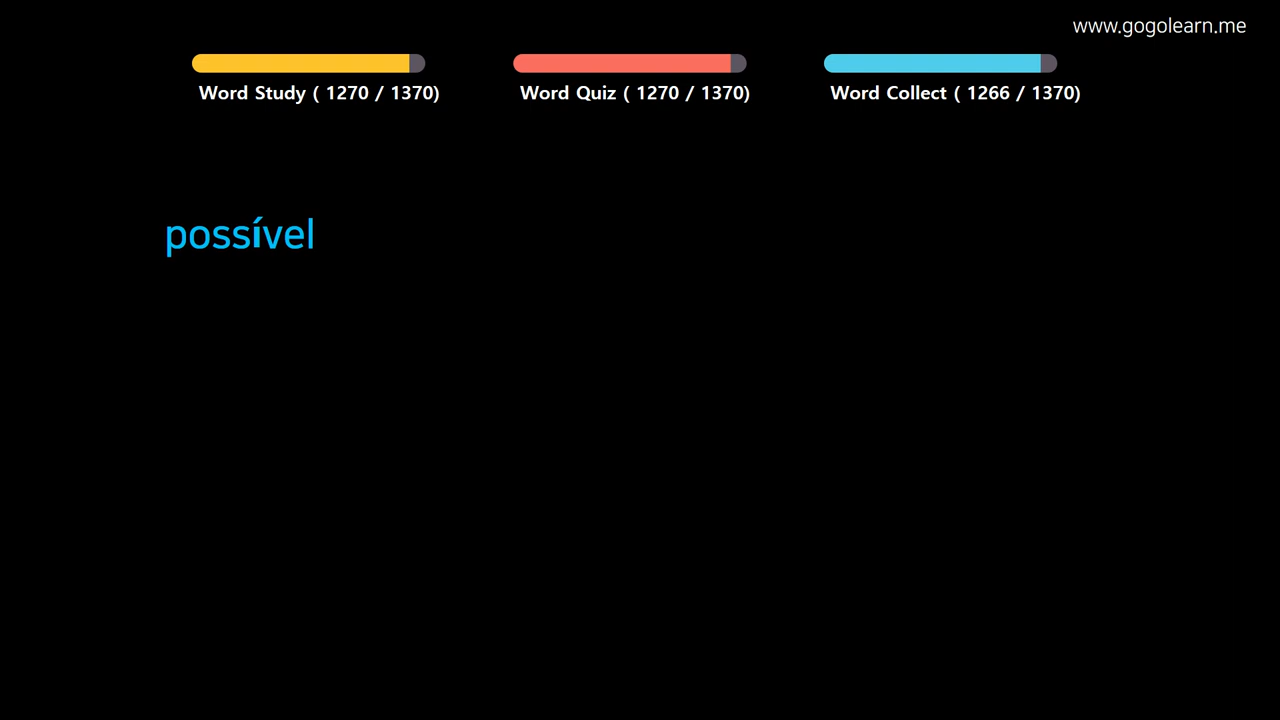 www.gogolearn.me
Word Study ( 1270 / 1370)
Word Quiz ( 1270 / 1370)
Word Collect ( 1266 / 1370)
possível